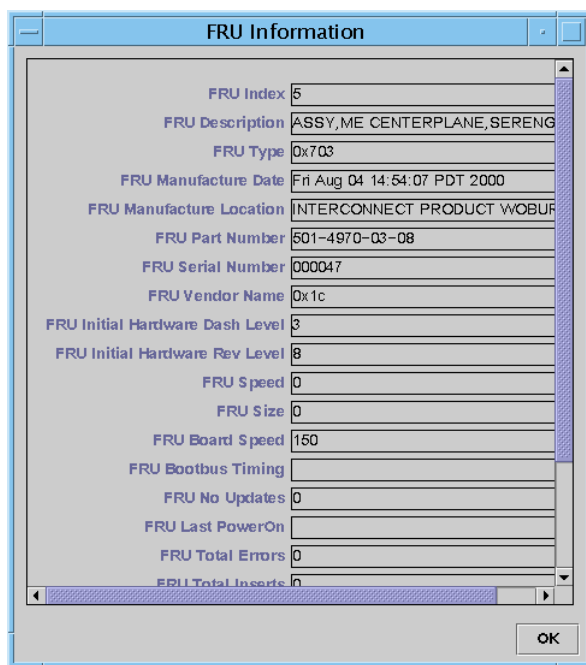 FRU Information
FRU Index 5
FRU Description ASSY,ME CENTERPLANE,SERENG
FRU Type 0x703
FRU Manufacture Date Fri Aug 04 14:54:07 PDT 2000
FRU Manufacture Location INTERCONNECT PRODUCT WOBUR
FRU Part Number 501-4970-03-08
FRU Serial Number 000047
FRU Vendor Name 0x1c
FRU Initial Hardware Dash Level 3
FRU Initial Hardware Rev Level 8
FRU Speed 0
FRU Size 0
FRU Board Speed 150
FRU Bootbus Timing
FRU No Updates 0
FRU Last PowerOn
FRU Total Errors 0
FRU Total Inserts 0
OK